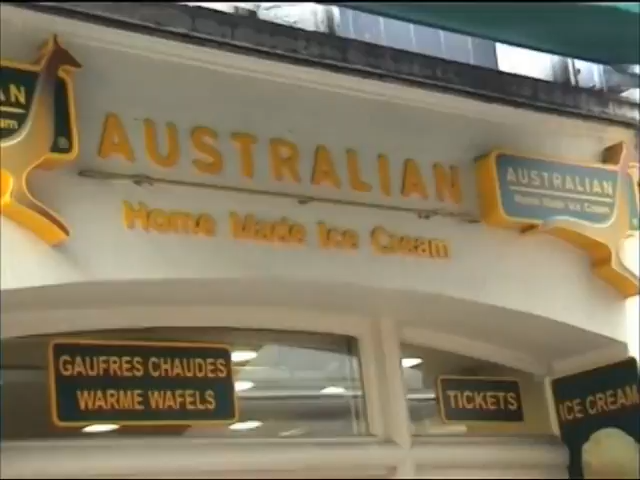 AUSTRALIAN
Home Made Ice Cream
AUSTRALIAN
Home Made Ice Cream
GAUFRES CHAUDES
WARME WAFELS
TICKETS
ICE CREAM